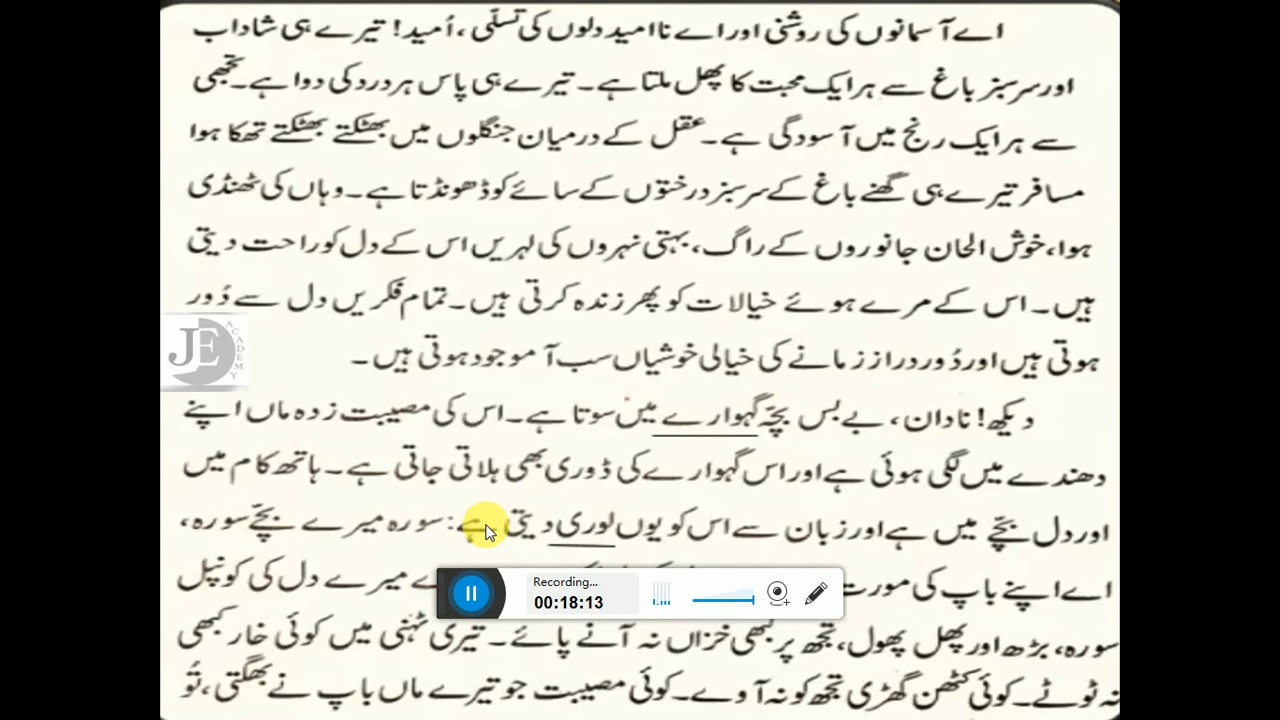 اے آسمانوں کی روشنی اور اے نا امید دلوں کی تسلّی، اُمید! تیرے ہی شاداب
اور سرسبز باغ سے ہر ایک محبت کا پھل ملتا ہے۔ تیرے ہی پاس ہر درد کی دوا ہے۔ تجھی
سے ہر ایک رنج میں آسودگی ہے۔ عقل کے درمیان جنگلوں میں بھٹکتے بھٹکتے تھکا ہوا
مسافر تیرے ہی گھنے باغ کے سرسبز درختوں کے سائے کو ڈھونڈتا ہے۔ وہاں کی ٹھنڈی
ہوا، خوش الحان جانوروں کے راگ، بہتی نہروں کی لہریں اس کے دل کو راحت دیتی
ہیں۔ اس کے مرے ہوئے خیالات کو پھر زندہ کرتی ہیں۔ تمام فکریں دل سے دُور
ہوتی ہیں اور دُور دراز زمانے کی خیالی خوشیاں سب آ موجود ہوتی ہیں۔
JE ACADEMY
دیکھ! نادان، بے بس بچّہ گہوارے میں سوتا ہے۔ اس کی مصیبت زدہ ماں اپنے
دھندے میں لگی ہوئی ہے اور اس گہوارے کی ڈوری بھی ہلاتی جاتی ہے۔ ہاتھ کام میں
اور دل بچّے میں ہے اور زبان سے اس کو یوں لوری دیتی ہے: سو رہ میرے بچّے سو رہ،
اے اپنے باپ کی مورت میرے دل کی کونپل
Recording...
00:18:13
سو رہ، بڑھ اور پھل پھول، تجھ پر کبھی خزاں نہ آنے پائے۔ تیری ٹہنی میں کوئی خار کبھی
نہ ٹوٹے۔ کوئی کٹھن گھڑی تجھ کو نہ آوے۔ کوئی مصیبت جو تیرے ماں باپ نے بھگتی، تُو